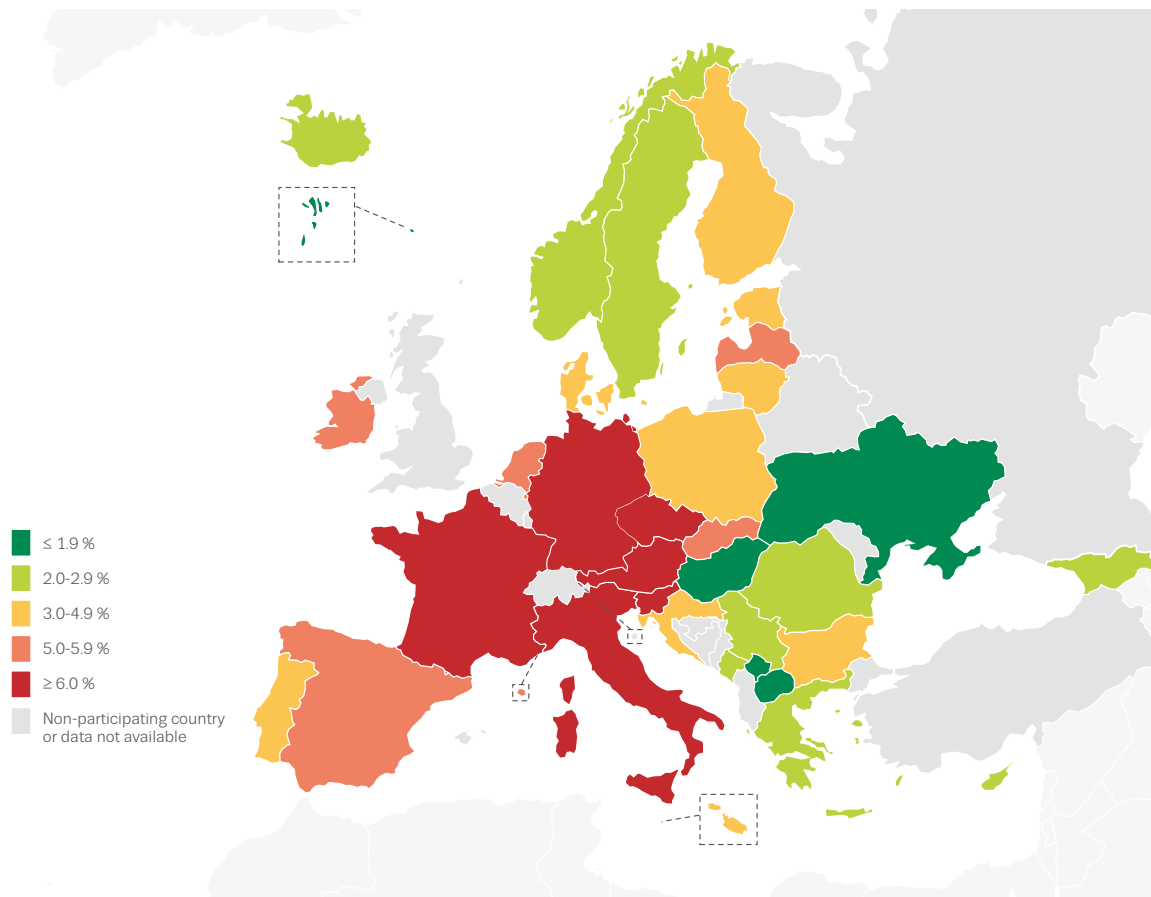 ≤ 1.9 %
2.0-2.9 %
3.0-4.9 %
5.0-5.9 %
≥ 6.0 %
Non-participating country
or data not available